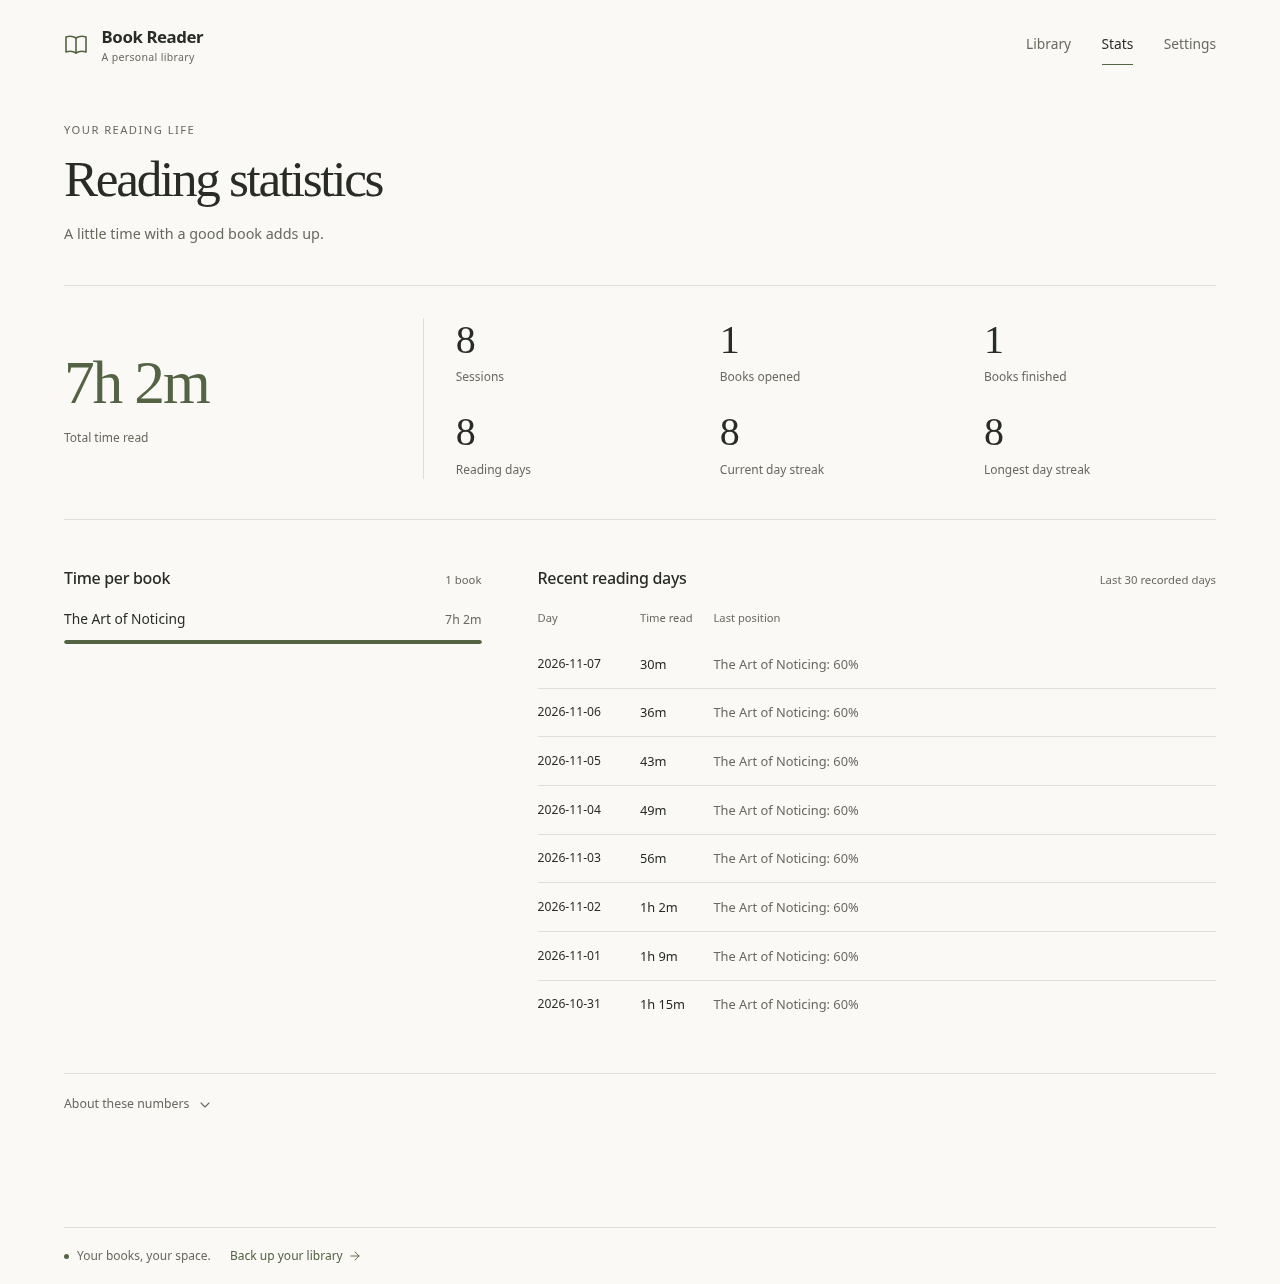 Book Reader
A personal library
Library Stats Settings
YOUR READING LIFE
Reading statistics
A little time with a good book adds up.
7h 2m
Total time read
8 1 1
Sessions Books opened Books finished
8 8 8
Reading days Current day streak Longest day streak
Time per book 1 book
The Art of Noticing 7h 2m
Recent reading days Last 30 recorded days
Day Time read Last position
2026-11-07 30m The Art of Noticing: 60%
2026-11-06 36m The Art of Noticing: 60%
2026-11-05 43m The Art of Noticing: 60%
2026-11-04 49m The Art of Noticing: 60%
2026-11-03 56m The Art of Noticing: 60%
2026-11-02 1h 2m The Art of Noticing: 60%
2026-11-01 1h 9m The Art of Noticing: 60%
2026-10-31 1h 15m The Art of Noticing: 60%
About these numbers
Your books, your space. Back up your library →